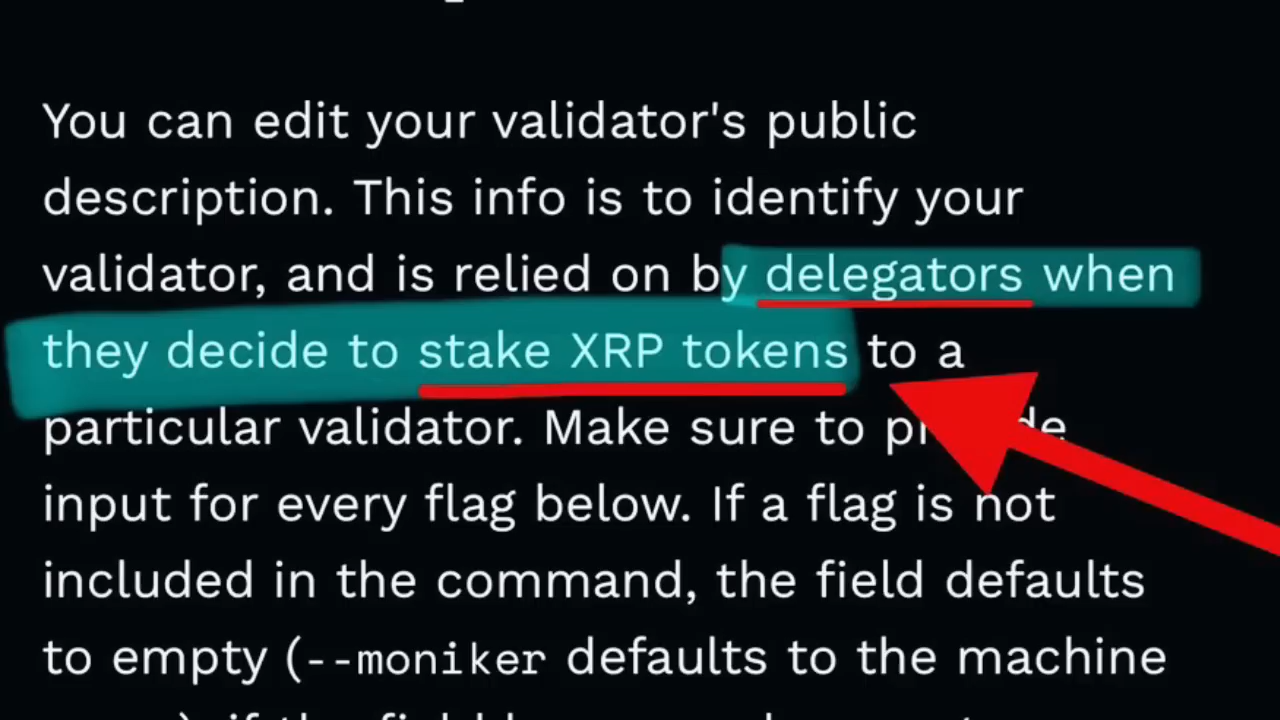 You can edit your validator's public
description. This info is to identify your
validator, and is relied on by delegators when
they decide to stake XRP tokens to a
particular validator. Make sure to
input for every flag below. If a flag is not
included in the command, the field defaults
to empty (--moniker defaults to the machine